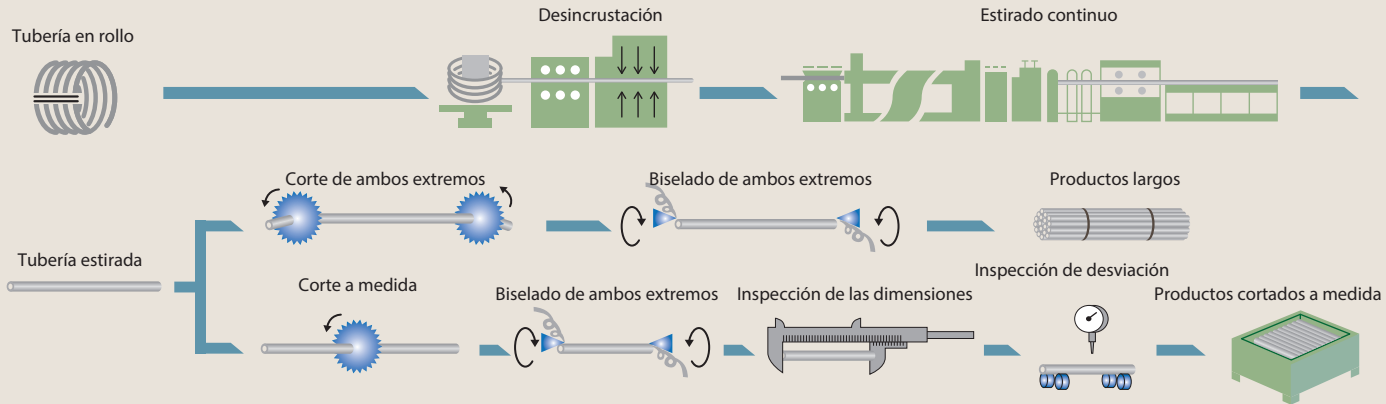 Tubería en rollo
Desincrustación
Estirado continuo
Tubería estirada
Corte de ambos extremos
Biselado de ambos extremos
Productos largos
Corte a medida
Biselado de ambos extremos
Inspección de las dimensiones
Inspección de desviación
Productos cortados a medida